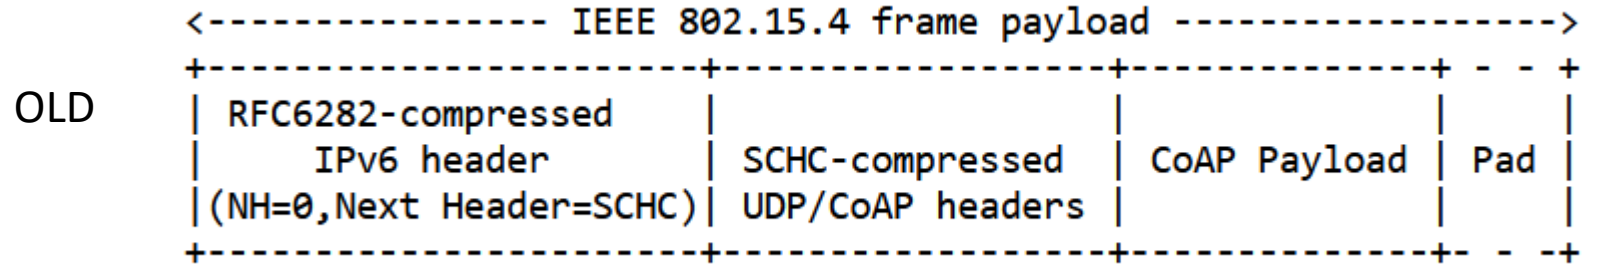 <---------------- IEEE 802.15.4 frame payload ------------------>
+-----------------------+------------------+--------------+ - - +
OLD | RFC6282-compressed | | | |
| IPv6 header | SCHC-compressed | CoAP Payload | Pad |
|(NH=0,Next Header=SCHC)| UDP/CoAP headers | | |
+-----------------------+------------------+--------------+- - -+